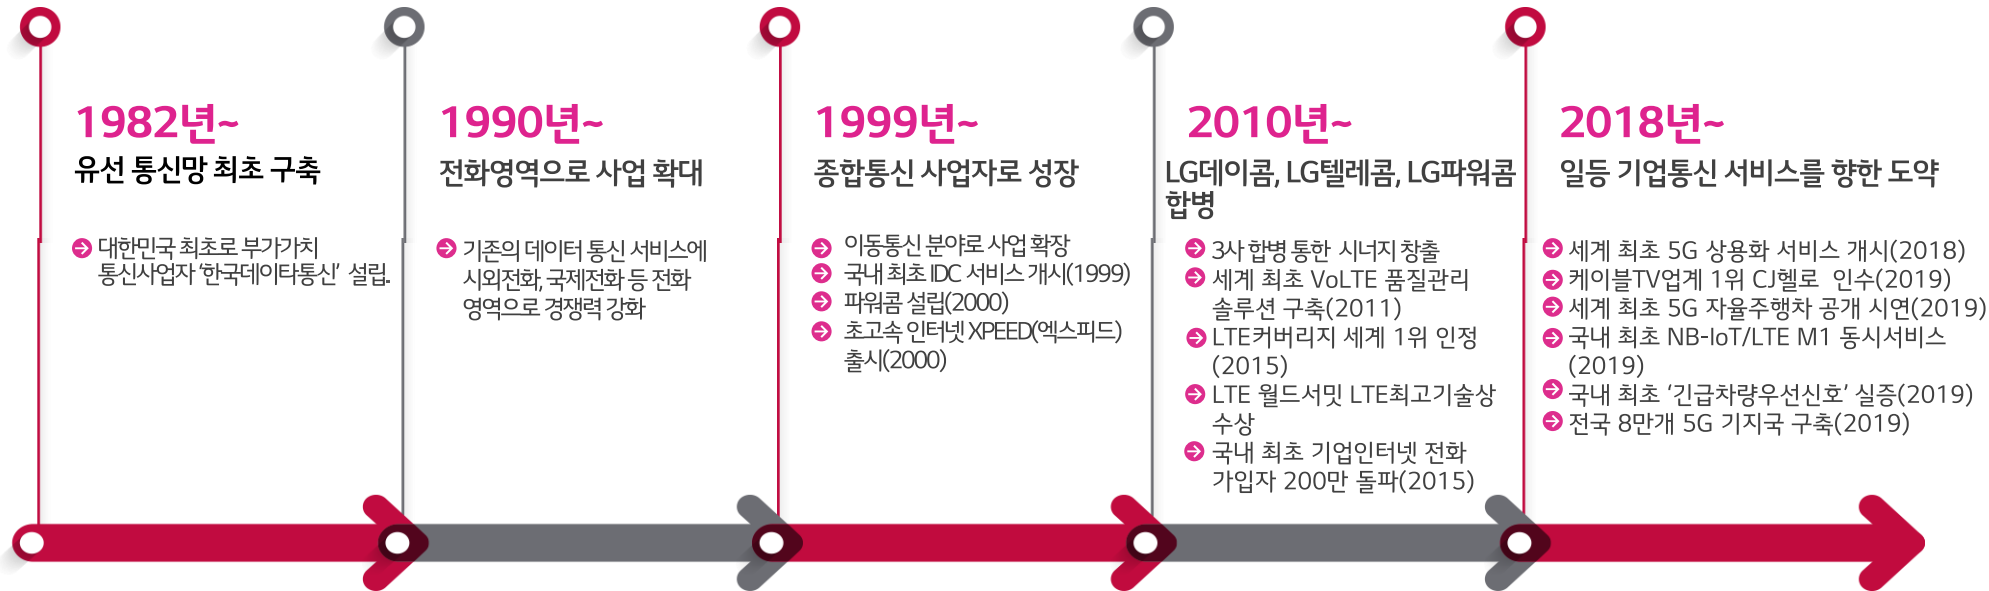 1982년~
유선 통신망 최초 구축
대한민국 최초로 부가가치
통신사업자 ‘한국데이타통신’ 설립.
1990년~
전화영역으로 사업 확대
기존의 데이터 통신 서비스에
시외전화, 국제전화 등 전화
영역으로 경쟁력 강화
1999년~
종합통신 사업자로 성장
이동통신 분야로 사업 확장
국내 최초 IDC 서비스 개시(1999)
파워콤 설립(2000)
초고속 인터넷 XPEED(엑스피드)
출시(2000)
2010년~
LG데이콤, LG텔레콤, LG파워콤
합병
3사 합병 통한 시너지 창출
세계 최초 VoLTE 품질관리
솔루션 구축(2011)
LTE커버리지 세계 1위 인정
(2015)
LTE 월드서밋 LTE최고기술상
수상
국내 최초 기업인터넷 전화
가입자 200만 돌파(2015)
2018년~
일등 기업통신 서비스를 향한 도약
세계 최초 5G 상용화 서비스 개시(2018)
케이블TV업계 1위 CJ헬로 인수(2019)
세계 최초 5G 자율주행차 공개 시연(2019)
국내 최초 NB-IoT/LTE M1 동시서비스
(2019)
국내 최초 ‘긴급차량우선신호’ 실증(2019)
전국 8만개 5G 기지국 구축(2019)